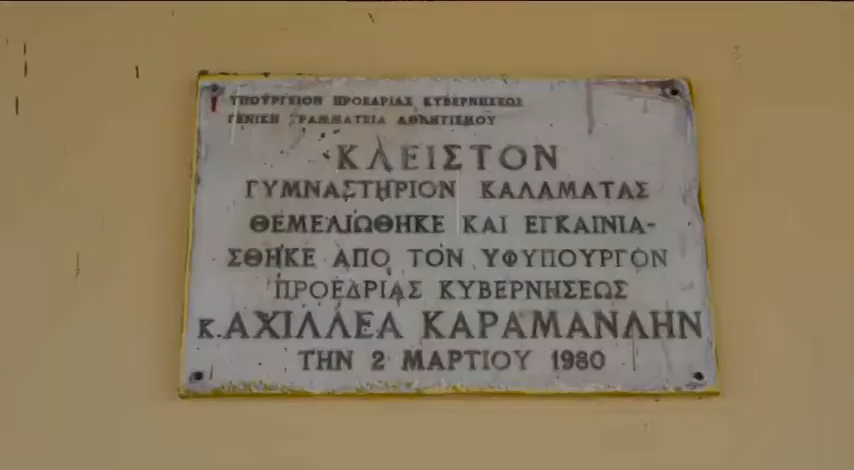 ΥΠΟΥΡΓΕΙΟΝ ΠΡΟΕΔΡΙΑΣ ΚΥΒΕΡΝΗΣΕΩΣ
ΓΕΝΙΚΗ ΓΡΑΜΜΑΤΕΙΑ ΑΘΛΗΤΙΣΜΟΥ
ΚΛΕΙΣΤΟΝ
ΓΥΜΝΑΣΤΗΡΙΟΝ ΚΑΛΑΜΑΤΑΣ
ΘΕΜΕΛΙΩΘΗΚΕ ΚΑΙ ΕΓΚΑΙΝΙΑ-
ΣΘΗΚΕ ΑΠΟ ΤΟΝ ΥΦΥΠΟΥΡΓΟΝ
ΠΡΟΕΔΡΙΑΣ ΚΥΒΕΡΝΗΣΕΩΣ
κ. ΑΧΙΛΛΕΑ ΚΑΡΑΜΑΝΛΗΝ
ΤΗΝ 2 ΜΑΡΤΙΟΥ 1980